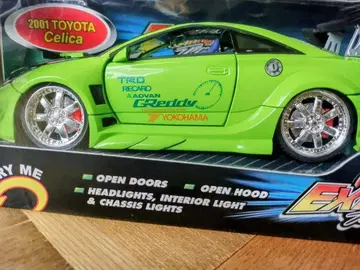 2001 TOYOTA
Celica
TRD
RECARO
ADVAN
GReddy
YOKOHAMA
RY ME
OPEN DOORS
OPEN HOOD
HEADLIGHTS, INTERIOR LIGHT
& CHASSIS LIGHTS